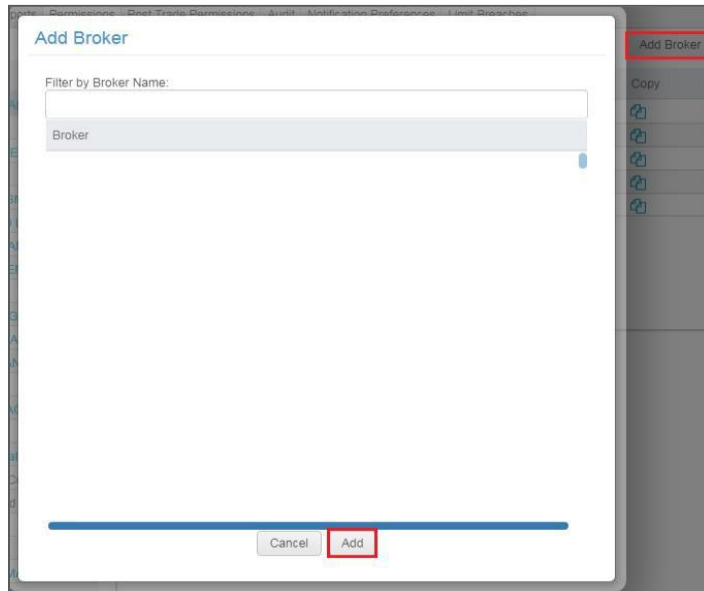 Permissions Post Trade Permissions Audit Notification Preferences Limit Breaches
Add Broker
Add Broker
Filter by Broker Name:
Copy
Broker
Cancel
Add